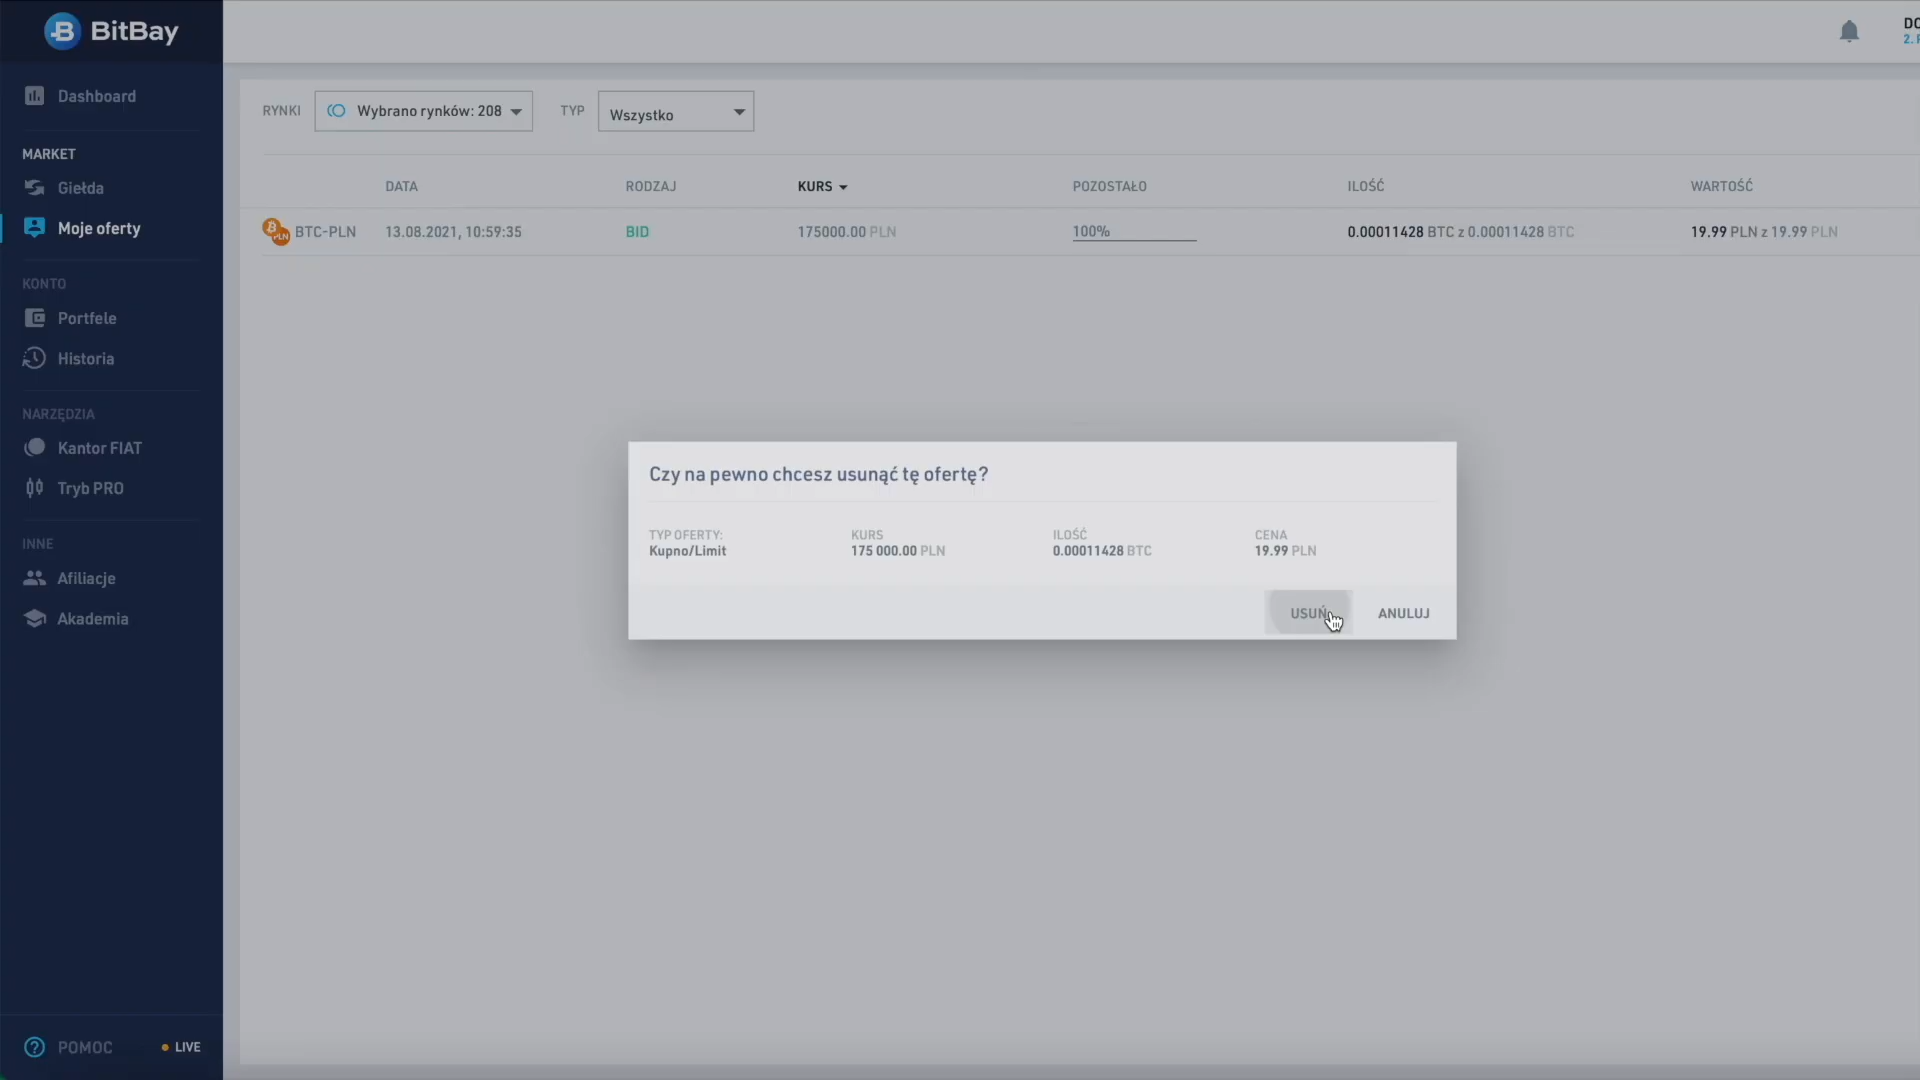 BitBay
DO
2. P
Dashboard
MARKET
Giełda
Moje oferty
KONTO
Portfele
Historia
NARZĘDZIA
Kantor FIAT
Tryb PRO
INNE
Afiliacje
Akademia
POMOC
LIVE
RYNKI Wybrano rynków: 208 TYP Wszystko
DATA RODZAJ KURS POZOSTAŁO ILOŚĆ WARTOŚĆ
BTC-PLN 13.08.2021, 10:59:35 BID 175000.00 PLN 100% 0.00011428 BTC z 0.00011428 BTC 19.99 PLN z 19.99 PLN
Czy na pewno chcesz usunąć tę ofertę?
TYP OFERTY: KURS ILOŚĆ CENA
Kupno/Limit 175 000.00 PLN 0.00011428 BTC 19.99 PLN
USUŃ ANULUJ